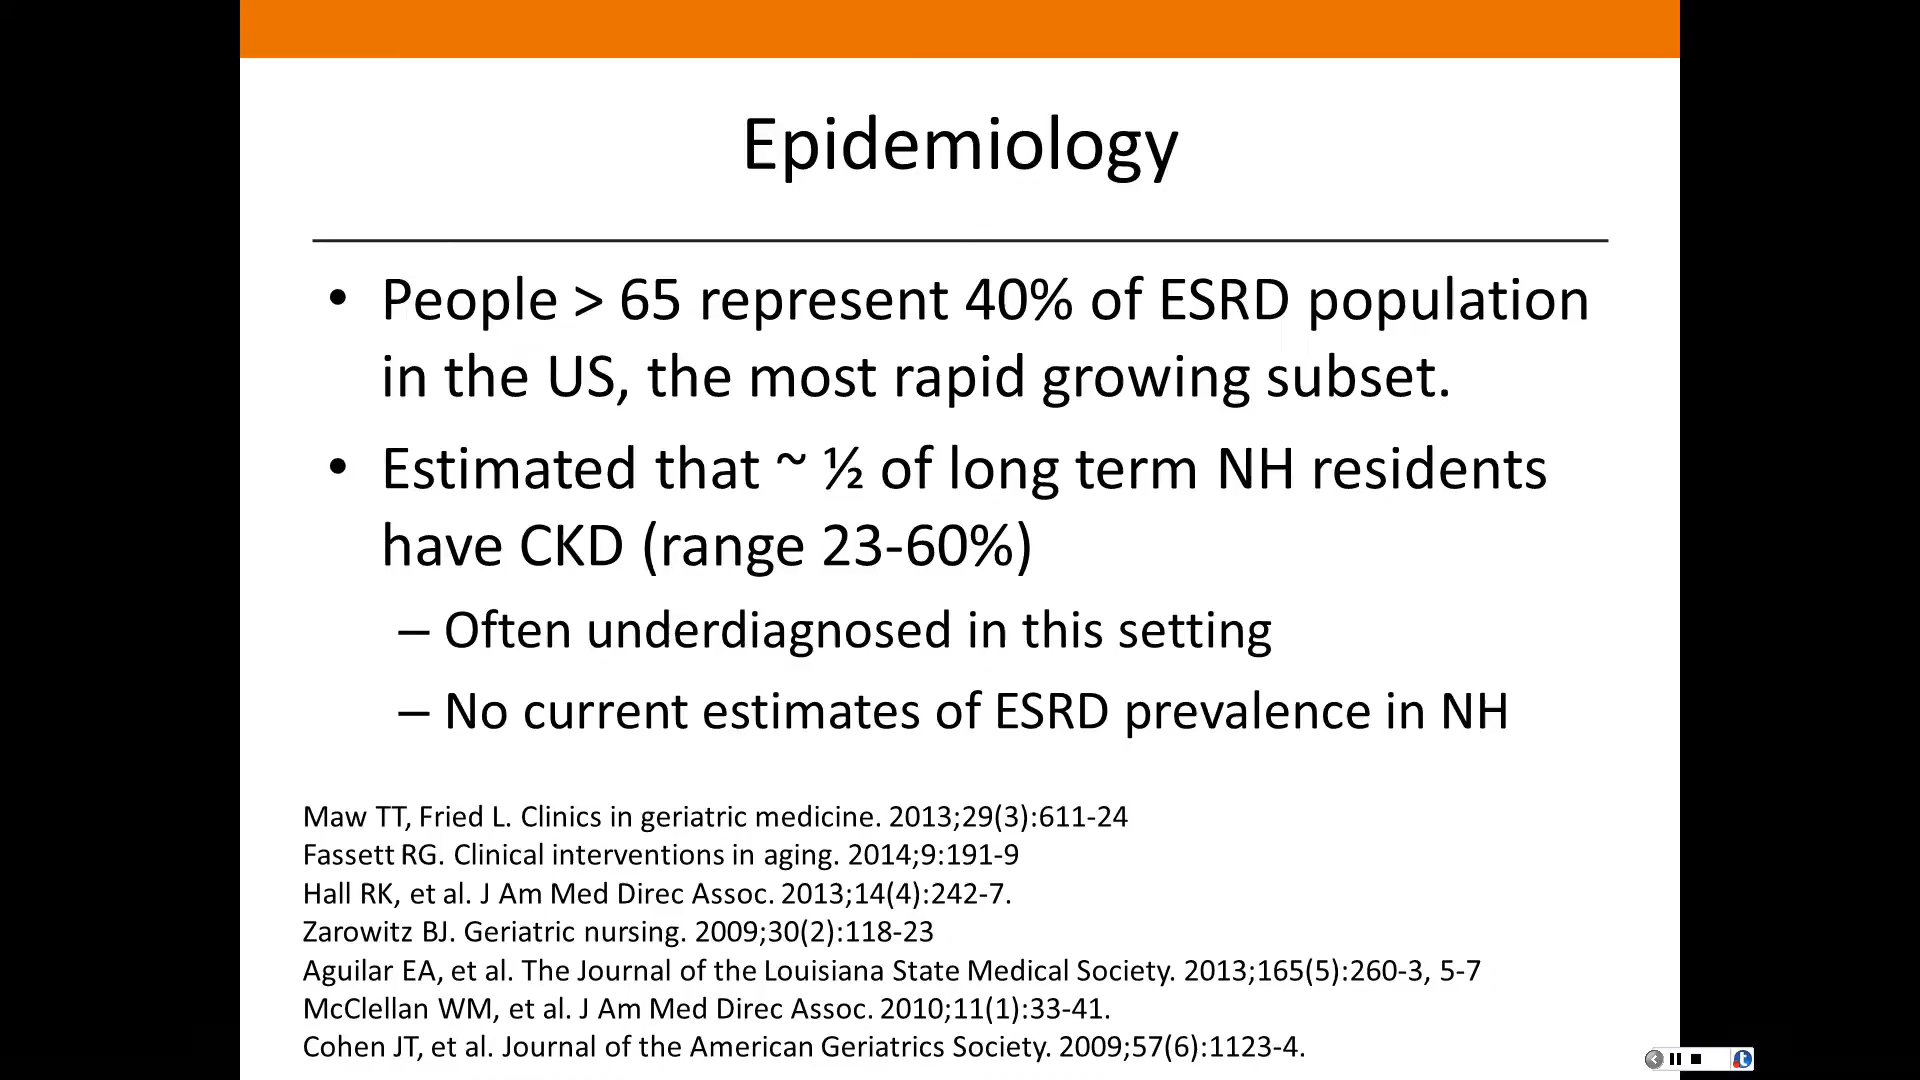 Epidemiology
• People > 65 represent 40% of ESRD population
in the US, the most rapid growing subset.
• Estimated that ~ ½ of long term NH residents
have CKD (range 23-60%)
– Often underdiagnosed in this setting
– No current estimates of ESRD prevalence in NH
Maw TT, Fried L. Clinics in geriatric medicine. 2013;29(3):611-24
Fassett RG. Clinical interventions in aging. 2014;9:191-9
Hall RK, et al. J Am Med Direc Assoc. 2013;14(4):242-7.
Zarowitz BJ. Geriatric nursing. 2009;30(2):118-23
Aguilar EA, et al. The Journal of the Louisiana State Medical Society. 2013;165(5):260-3, 5-7
McClellan WM, et al. J Am Med Direc Assoc. 2010;11(1):33-41.
Cohen JT, et al. Journal of the American Geriatrics Society. 2009;57(6):1123-4.
t